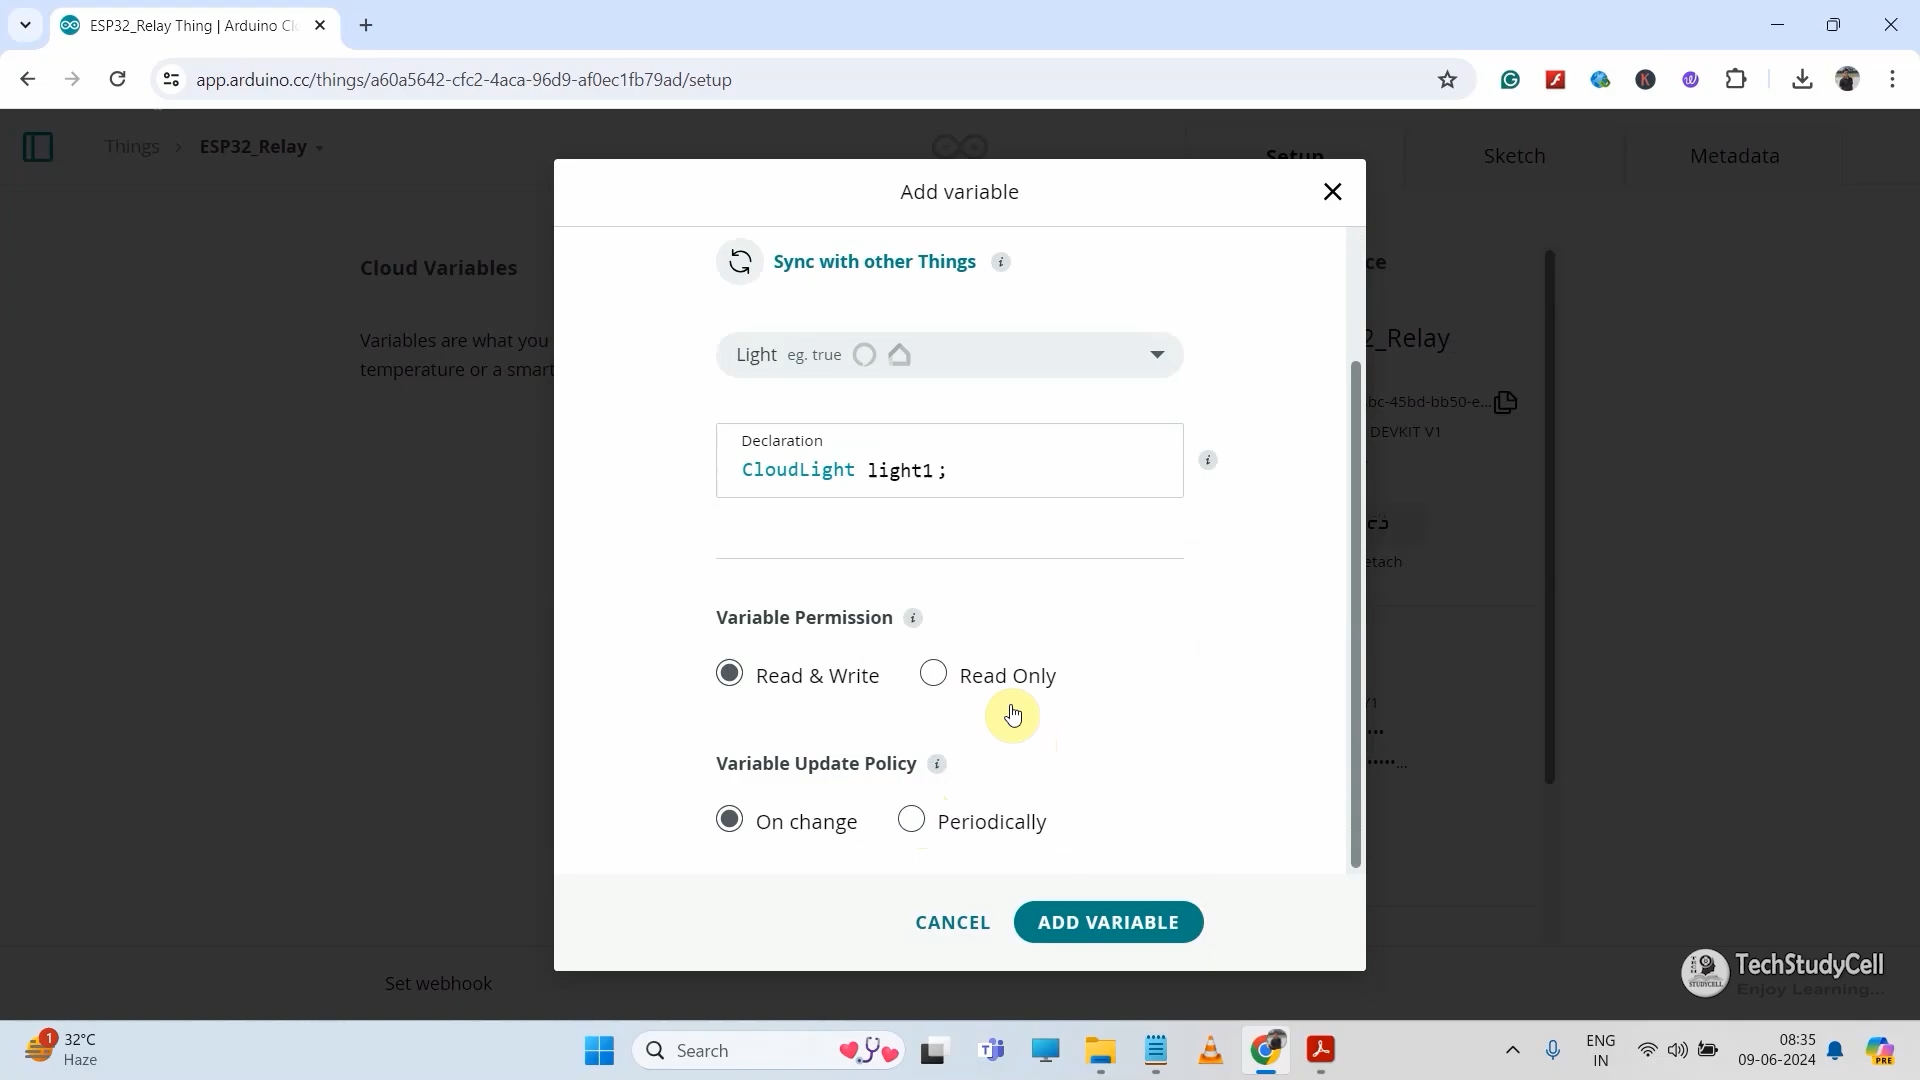 ESP32_Relay Thing | Arduino Cl
app.arduino.cc/things/a60a5642-cfc2-4aca-96d9-af0ec1fb79ad/setup
Things > ESP32_Relay
Setup
Sketch
Metadata
Add variable
Cloud Variables
Variables are what you
temperature or a smart
Sync with other Things
Light eg. true
Declaration
CloudLight light1;
Variable Permission
Read & Write
Read Only
Variable Update Policy
On change
Periodically
CANCEL
ADD VARIABLE
ce
2_Relay
bc-45bd-bb50-e...
DEVKIT V1
etach
Set webhook
TECH STUDYCELL
TechStudyCell
Enjoy Learning...
1
32°C
Haze
Search
ENG
IN
08:35
09-06-2024
PRE